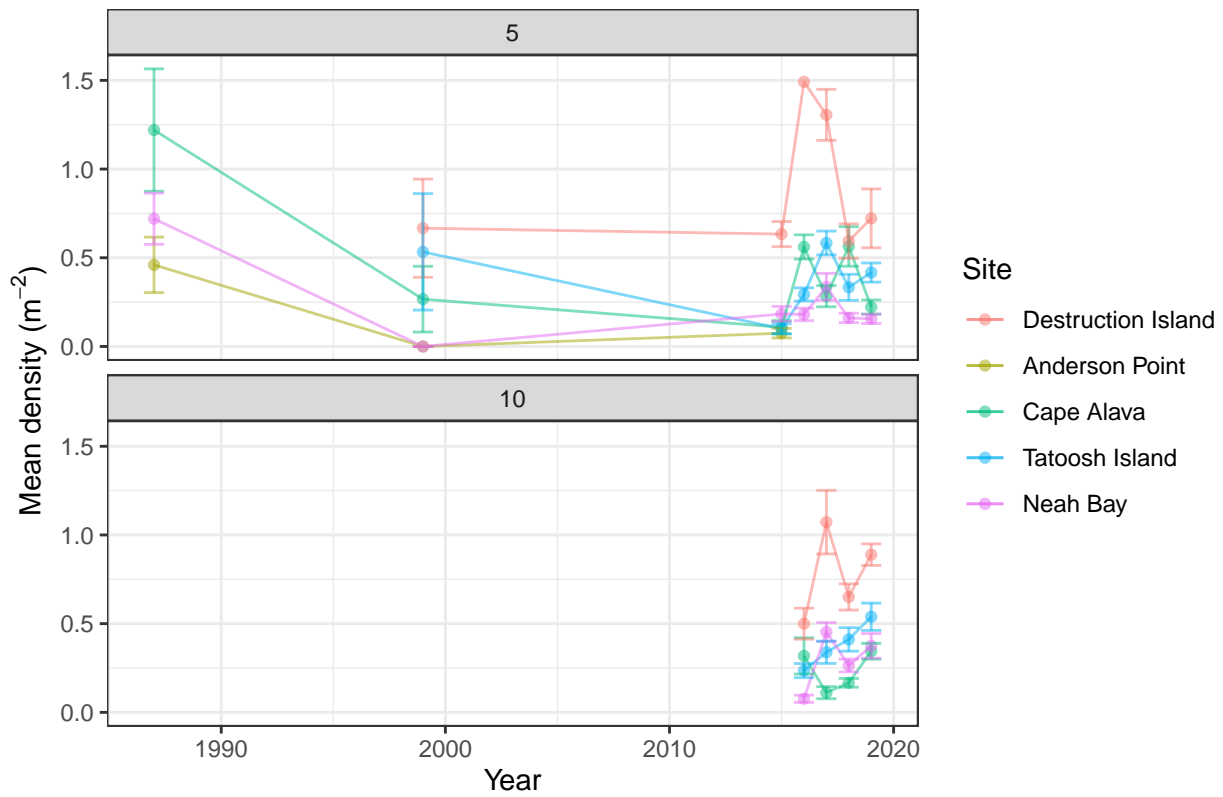 5
1.5
1.0
0.5
0.0
10
1.5
1.0
0.5
0.0
1990
2000
2010
2020
Year
Mean density (m⁻²)
Site
Destruction Island
Anderson Point
Cape Alava
Tatoosh Island
Neah Bay